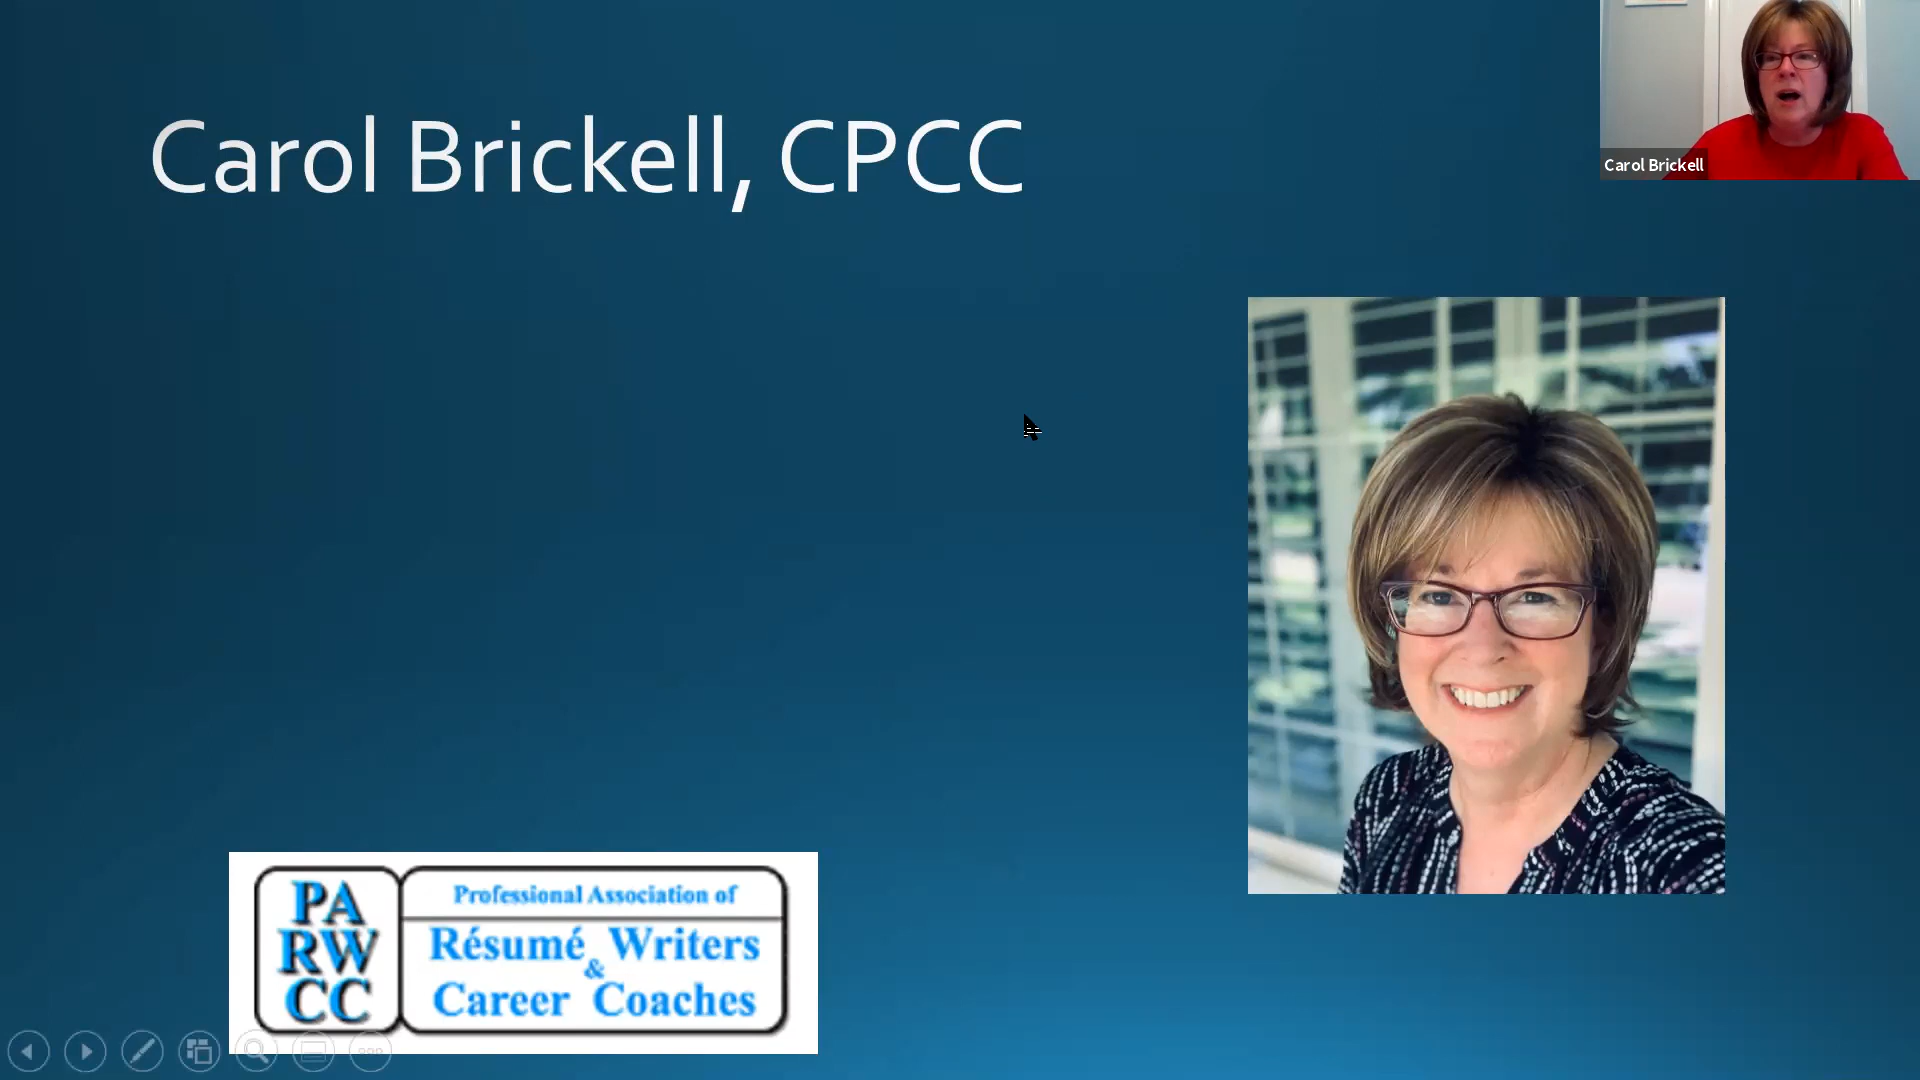 Carol Brickell, CPCC
Carol Brickell
PA
RW
CC
Professional Association of
Résumé Writers
&
Career Coaches